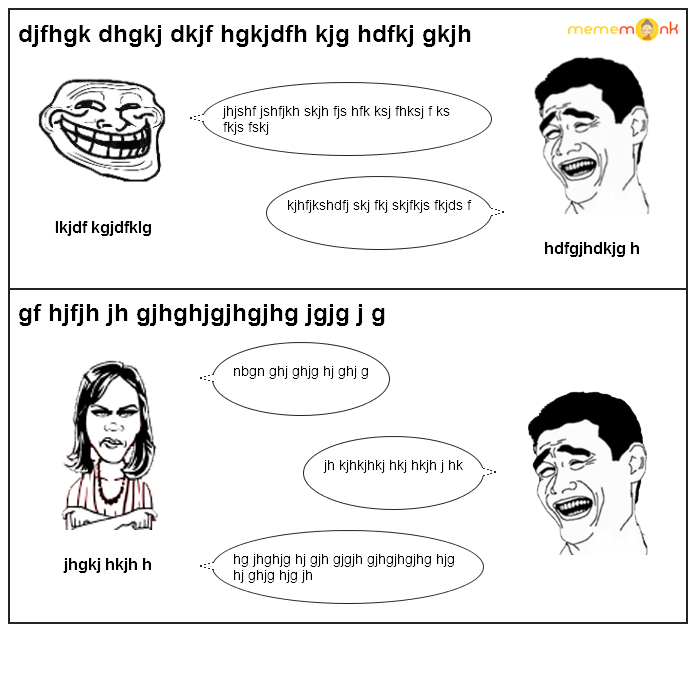 djfhgk dhgkj dkjf hgkjdfh kjg hdfkj gkjh
mememonk
jhjshf jshfjkh skjh fjs hfk ksj fhksj f ks
fkjs fskj
kjhfjkshdfj skj fkj skjfkjs fkjds f
lkjdf kgjdfklg
hdfgjhdkjg h
gf hjfjh jh gjhghjgjhgjhg jgjg j g
nbgn ghj ghjg hj ghj g
jh kjhkjhkj hkj hkjh j hk
hg jhghjg hj gjh gjgjh gjhgjhgjhg hjg
hj ghjg hjg jh
jhgkj hkjh h